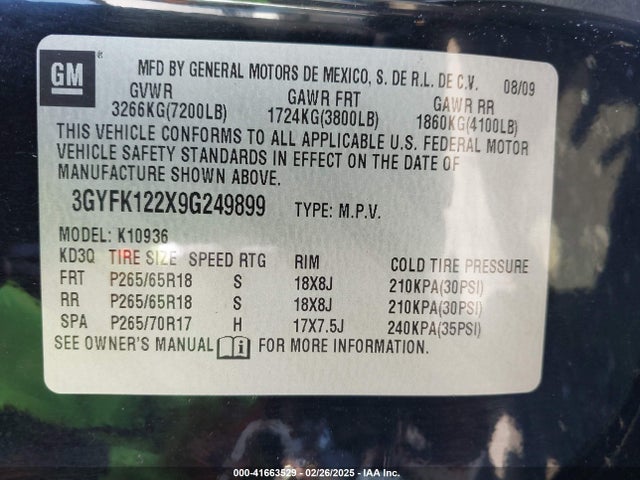 GM ®
MFD BY GENERAL MOTORS DE MEXICO, S. DE R.L. DE C.V. 08/09
GVWR GAWR FRT GAWR RR
3266KG(7200LB) 1724KG(3800LB) 1860KG(4100LB)
THIS VEHICLE CONFORMS TO ALL APPLICABLE U.S. FEDERAL MOTOR
VEHICLE SAFETY STANDARDS IN EFFECT ON THE DATE OF
MANUFACTURE SHOWN ABOVE.
3GYFK122X9G249899 TYPE: M.P.V.
MODEL: K10936
KD3Q TIRE SIZE SPEED RTG RIM COLD TIRE PRESSURE
FRT P265/65R18 S 18X8J 210KPA(30PSI)
RR P265/65R18 S 18X8J 210KPA(30PSI)
SPA P265/70R17 H 17X7.5J 240KPA(35PSI)
SEE OWNER'S MANUAL FOR MORE INFORMATION.
000-41663529 - 02/26/2025 - IAA Inc.